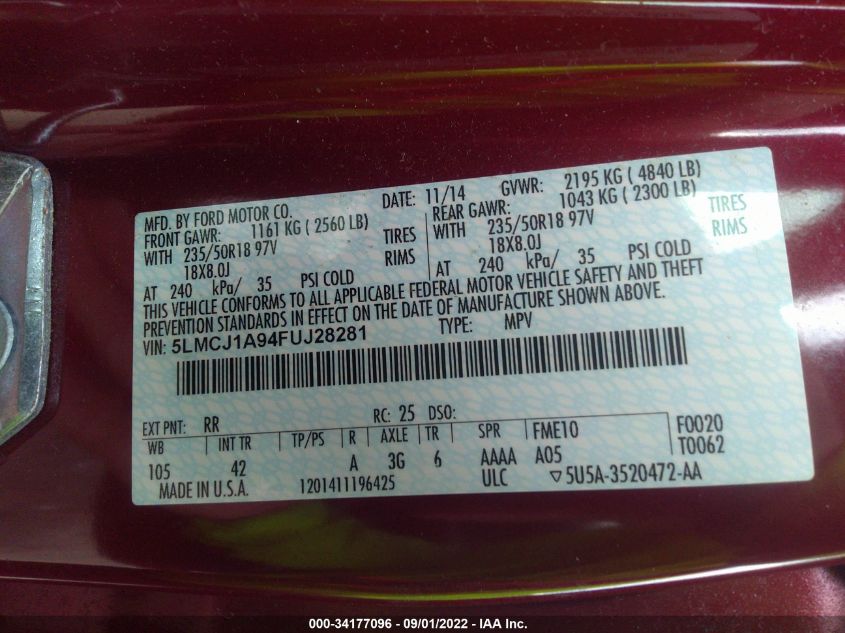 MFD. BY FORD MOTOR CO. DATE: 11/14 GVWR: 2195 KG ( 4840 LB)
FRONT GAWR: 1161 KG ( 2560 LB) REAR GAWR: 1043 KG ( 2300 LB)
WITH 235/50R18 97V TIRES WITH 235/50R18 97V TIRES
18X8.0J RIMS 18X8.0J RIMS
AT 240 kPa/ 35 PSI COLD AT 240 kPa/ 35 PSI COLD
THIS VEHICLE CONFORMS TO ALL APPLICABLE FEDERAL MOTOR VEHICLE SAFETY AND THEFT
PREVENTION STANDARDS IN EFFECT ON THE DATE OF MANUFACTURE SHOWN ABOVE.
VIN: 5LMCJ1A94FUJ28281 TYPE: MPV
EXT PNT: RR RC: 25 DSO:
WB INT TR TP/PS R AXLE TR SPR FME10 F0020
105 42 A 3G 6 AAAA A05 T0062
MADE IN U.S.A. 1201411196425 ULC ▽5U5A-3520472-AA
000-34177096 - 09/01/2022 - IAA Inc.